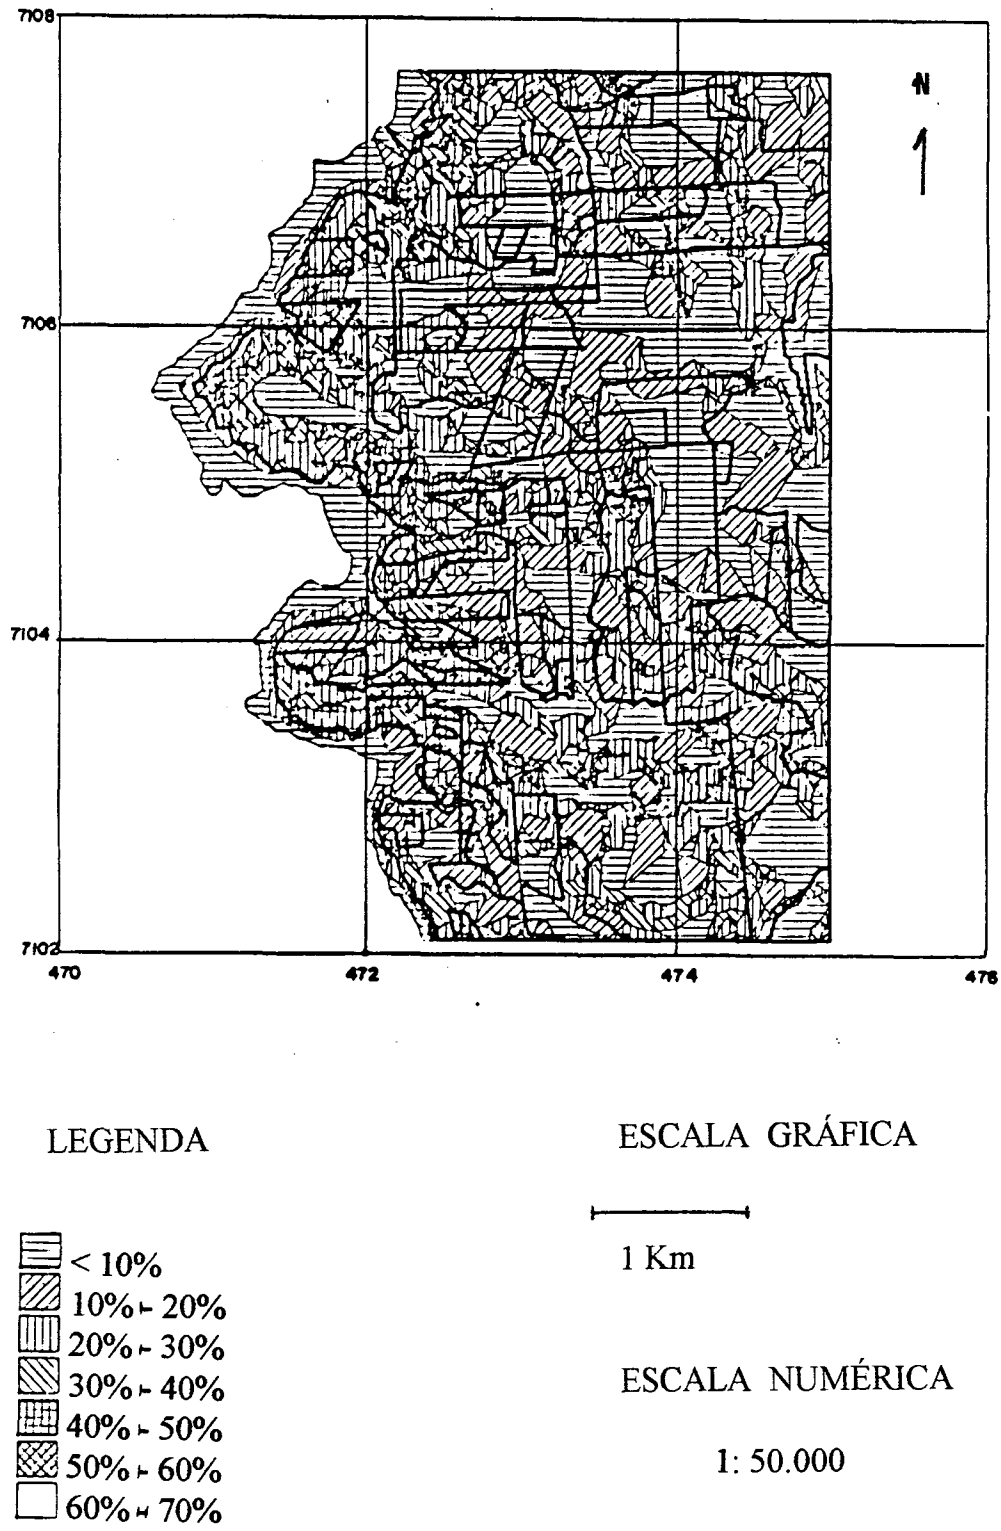 7108
N
7106
7104
7102
470
472
474
476
LEGENDA
< 10%
10% ⊢ 20%
20% ⊢ 30%
30% ⊢ 40%
40% ⊢ 50%
50% ⊢ 60%
60% ⊢⊣ 70%
ESCALA GRÁFICA
1 Km
ESCALA NUMÉRICA
1: 50.000